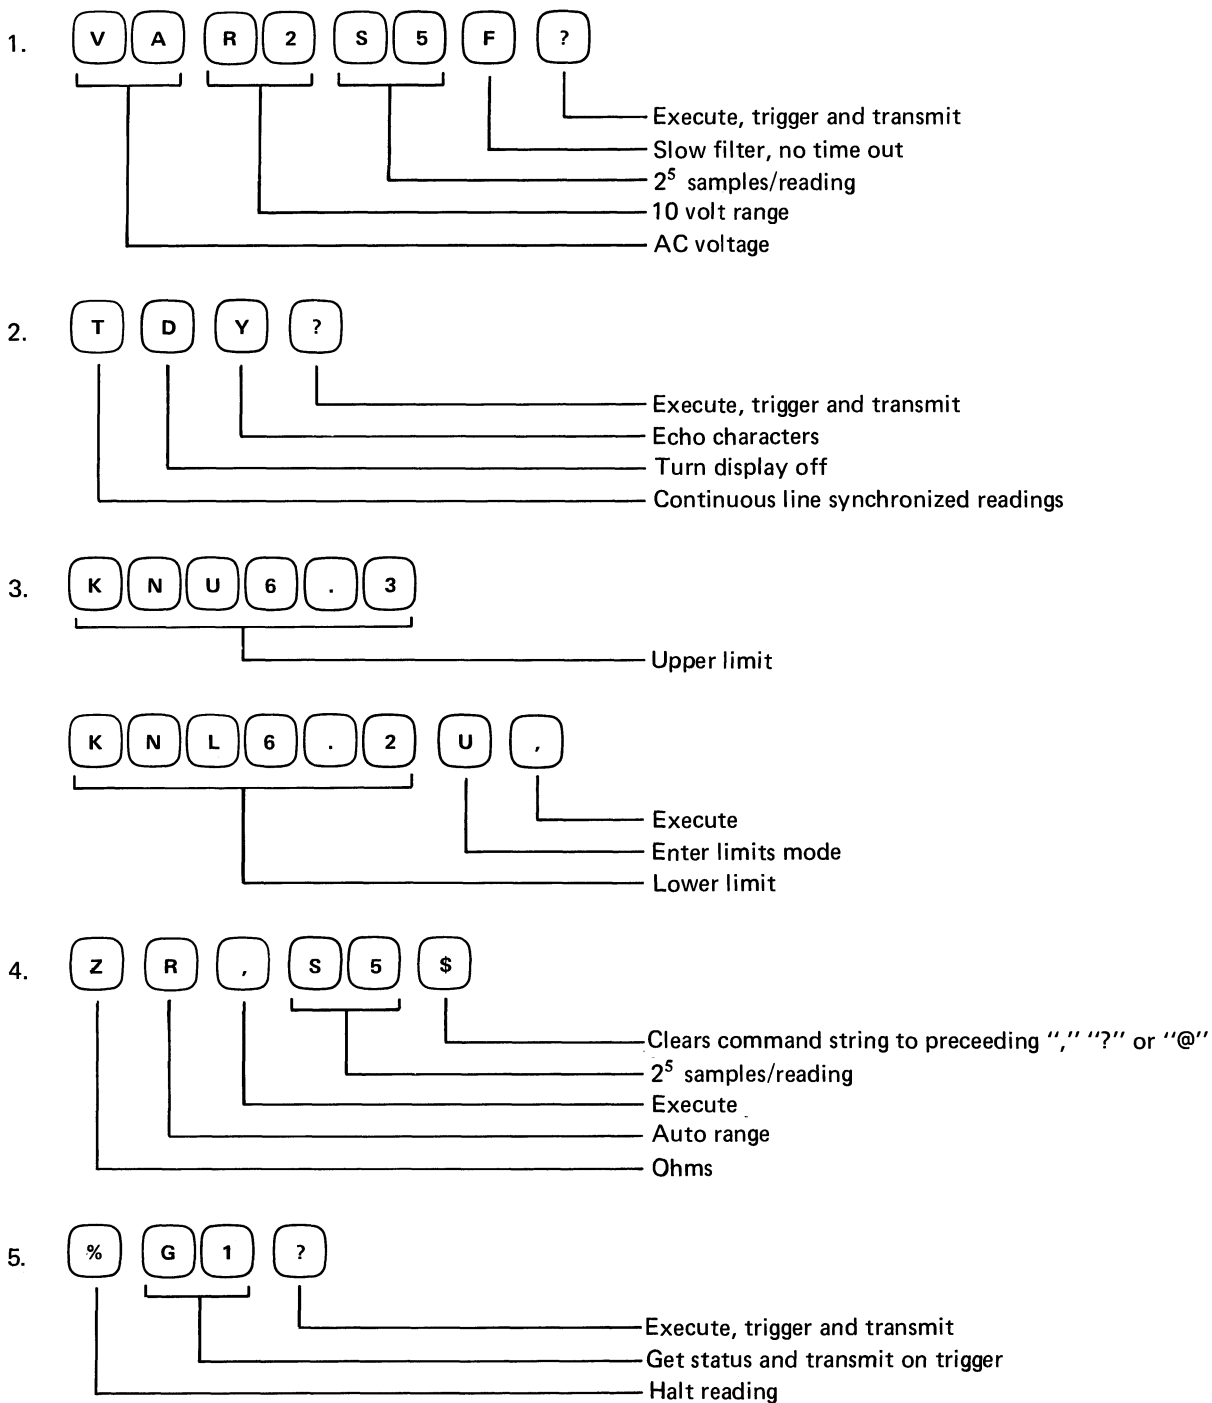 1. V A R 2 S 5 F ?
Execute, trigger and transmit
Slow filter, no time out
2⁵ samples/reading
10 volt range
AC voltage
2. T D Y ?
Execute, trigger and transmit
Echo characters
Turn display off
Continuous line synchronized readings
3. K N U 6 . 3
Upper limit
K N L 6 . 2 U ,
Execute
Enter limits mode
Lower limit
4. Z R , S 5 $
Clears command string to preceeding “,” “?” or “@”
2⁵ samples/reading
Execute
Auto range
Ohms
5. % G 1 ?
Execute, trigger and transmit
Get status and transmit on trigger
Halt reading